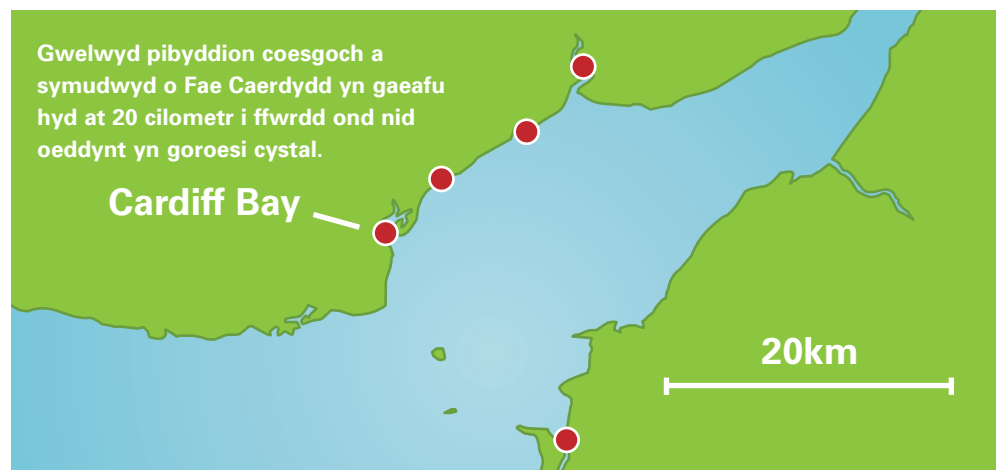 Gwelwyd pibyddion coesgoch a
symudwyd o Fae Caerdydd yn gaeafu
hyd at 20 cilometr i ffwrdd ond nid
oeddynt yn goroesi cystal.
Cardiff Bay
20km